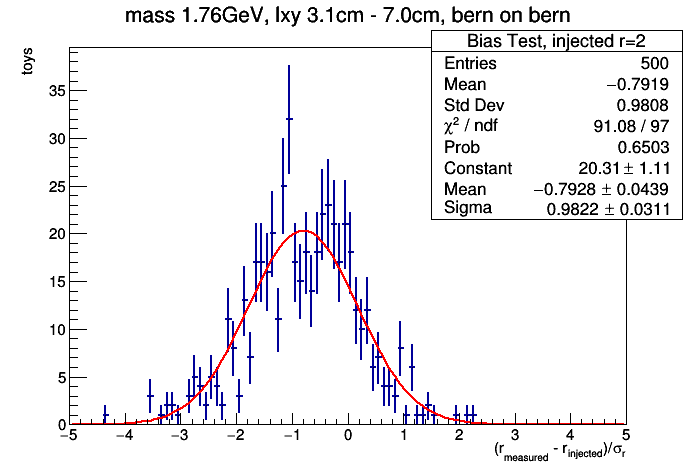 mass 1.76GeV, lxy 3.1cm - 7.0cm, bern on bern
toys
Bias Test, injected r=2
Entries 500
Mean −0.7919
Std Dev 0.9808
χ² / ndf 91.08 / 97
Prob 0.6503
Constant 20.31 ± 1.11
Mean −0.7928 ± 0.0439
Sigma 0.9822 ± 0.0311
35
30
25
20
15
10
5
0
−5 −4 −3 −2 −1 0 1 2 3 4 5
(r_measured - r_injected)/σ_r